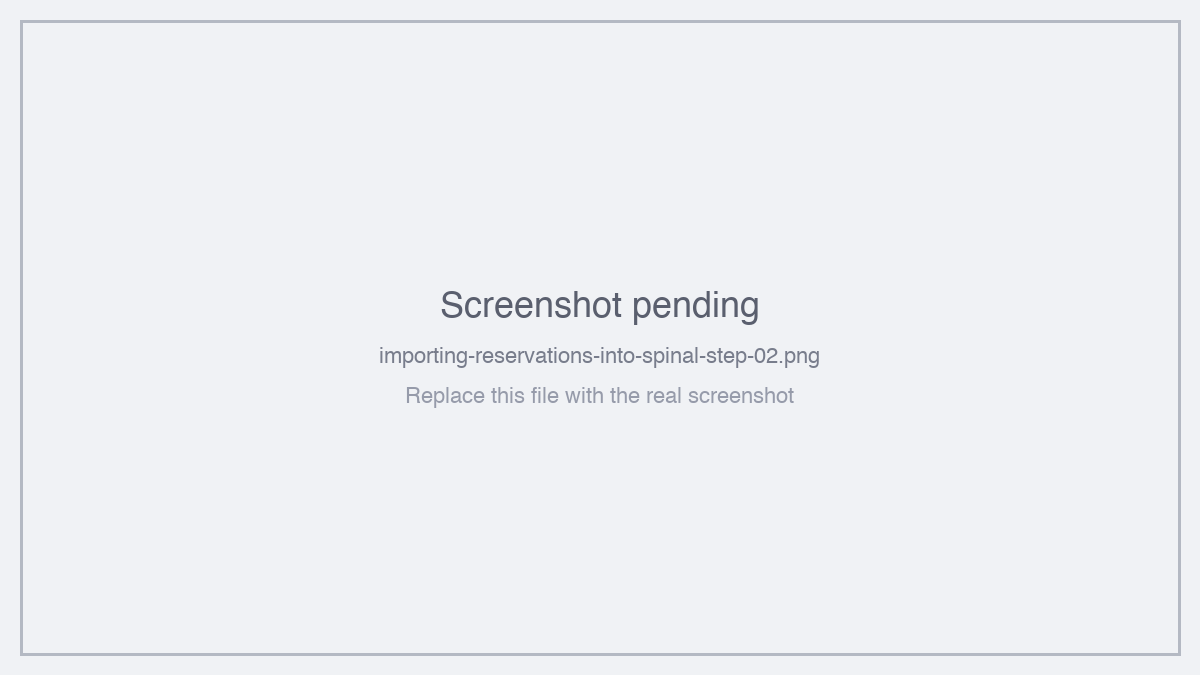 Screenshot pending
importing-reservations-into-spinal-step-02.png
Replace this file with the real screenshot